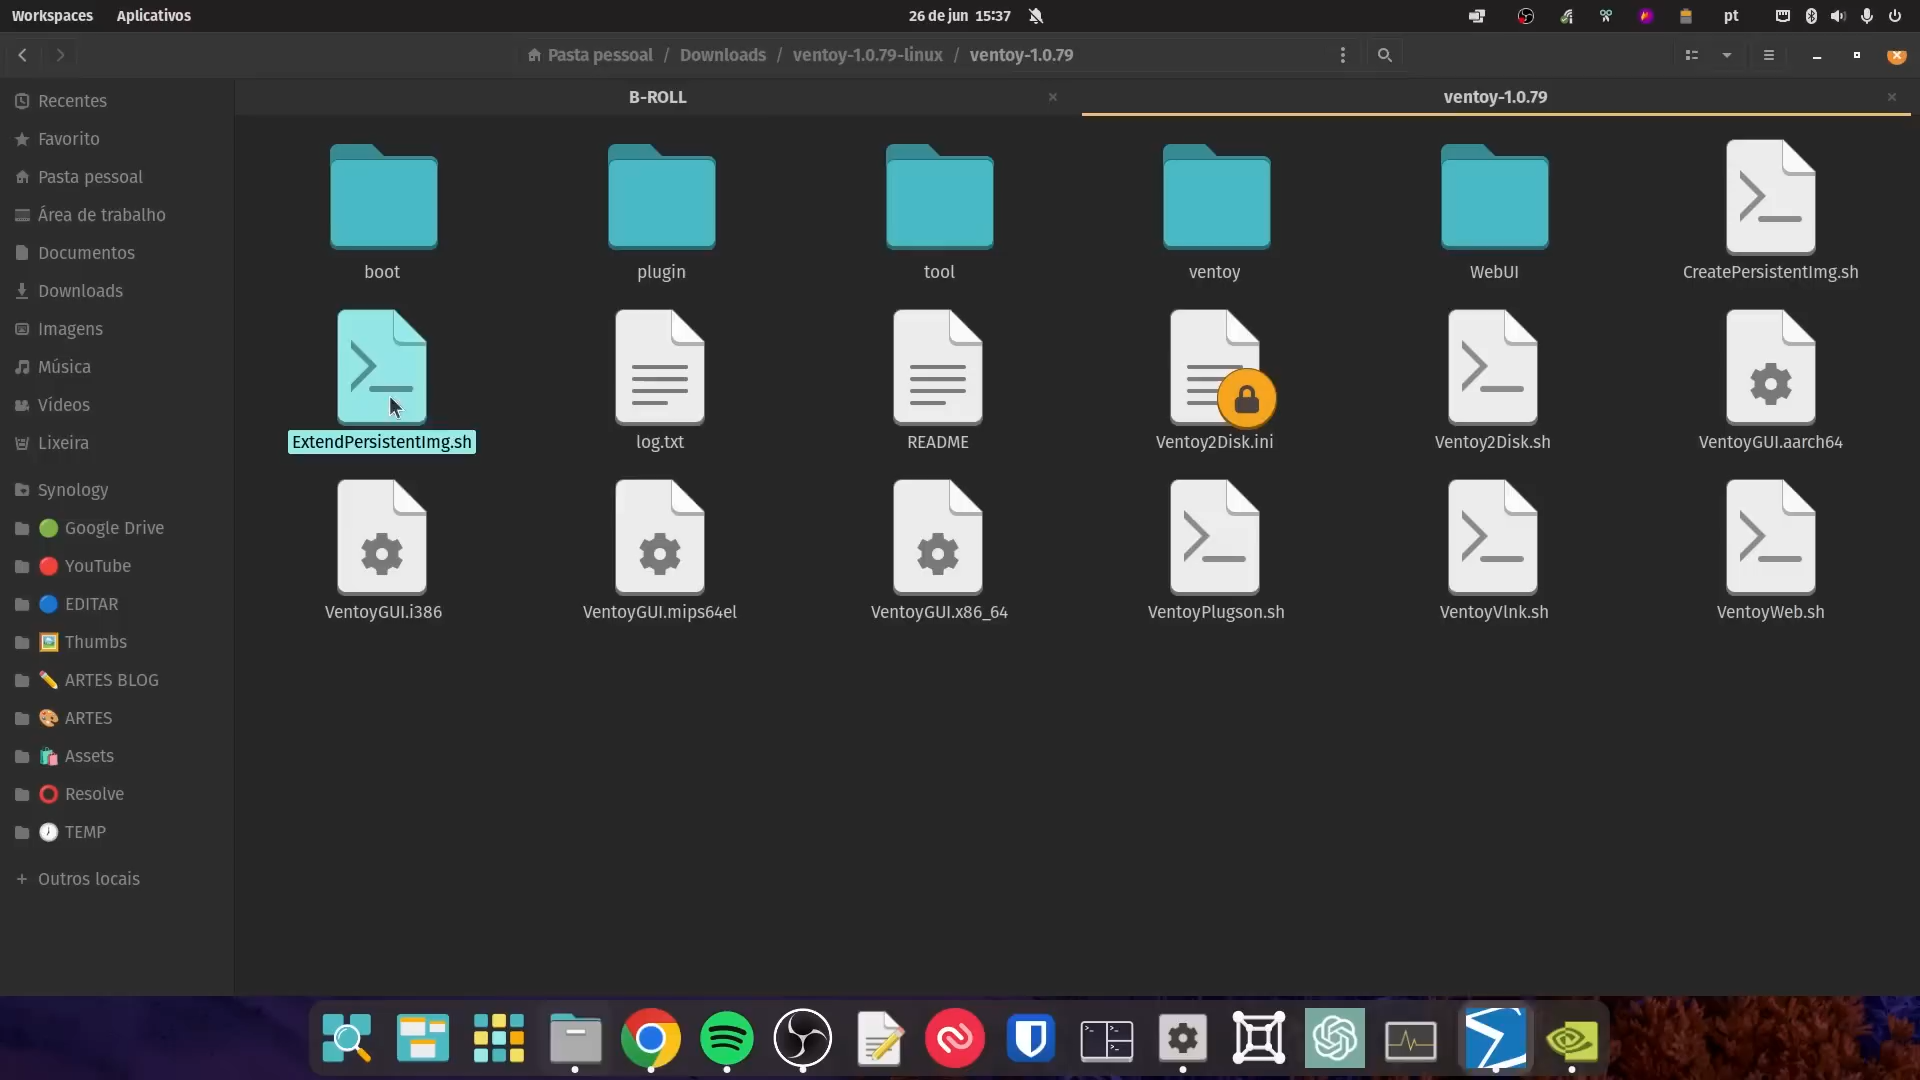 Workspaces Aplicativos 26 de jun 15:37 pt
Pasta pessoal / Downloads / ventoy-1.0.79-linux / ventoy-1.0.79
B-ROLL ventoy-1.0.79
Recentes
Favorito
Pasta pessoal
Área de trabalho
Documentos
Downloads
Imagens
Música
Vídeos
Lixeira
Synology
Google Drive
YouTube
EDITAR
Thumbs
ARTES BLOG
ARTES
Assets
Resolve
TEMP
+ Outros locais
boot plugin tool ventoy WebUI CreatePersistentImg.sh
ExtendPersistentImg.sh log.txt README Ventoy2Disk.ini Ventoy2Disk.sh VentoyGUI.aarch64
VentoyGUI.i386 VentoyGUI.mips64el VentoyGUI.x86_64 VentoyPlugson.sh VentoyVlnk.sh VentoyWeb.sh